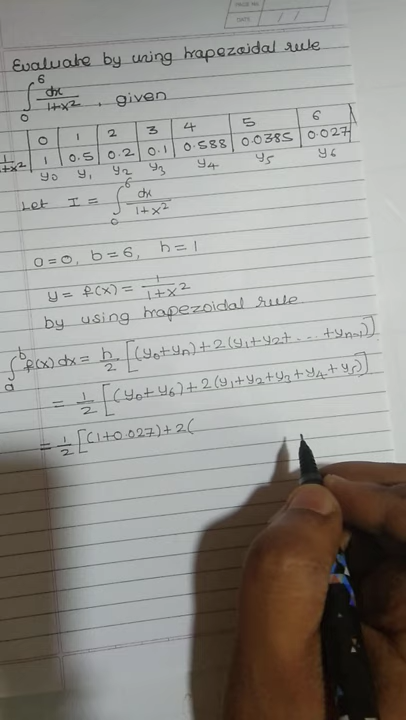 PAGE NO
DATE / /
Evaluate by using trapezoidal rule
∫₀⁶ dx/1+x² , given
0 1 2 3 4 5 6
1/1+x² 1 0.5 0.2 0.1 0.588 0.0385 0.027
y₀ y₁ y₂ y₃ y₄ y₅ y₆
Let I = ∫₀⁶ dx/1+x²
a=0, b=6, h=1
y = f(x) = 1/1+x²
by using trapezoidal rule
∫ₐᵇ f(x) dx = h/2 [(y₀+yₙ)+2(y₁+y₂+ ... +yₙ₋₁)]
= 1/2 [(y₀+y₆)+2(y₁+y₂+y₃+y₄+y₅)]
= 1/2 [(1+0.027)+2(